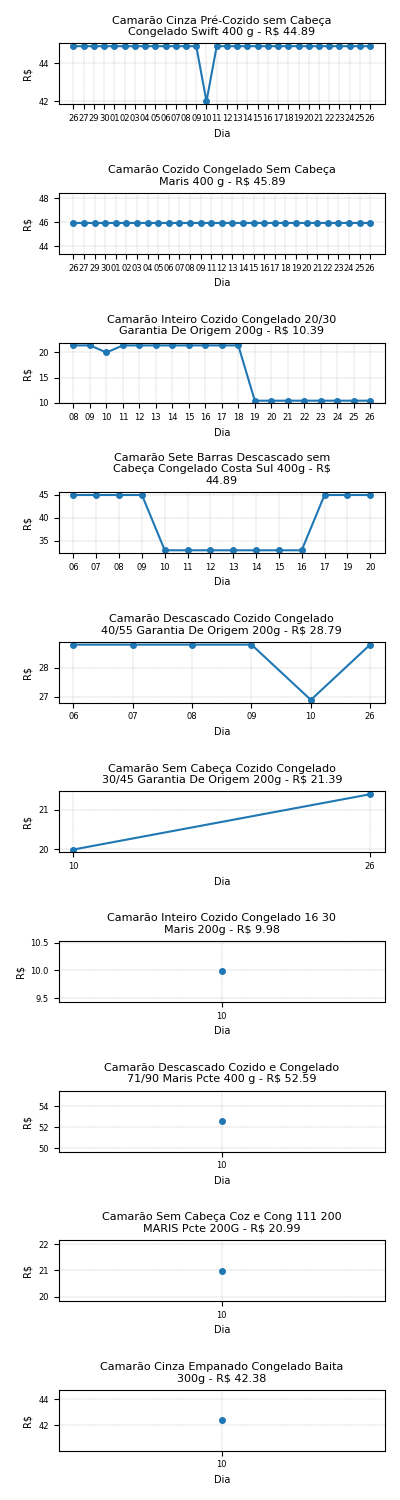 Camarão Cinza Pré-Cozido sem Cabeça
Congelado Swift 400 g - R$ 44.89
44
42
R$
26 27 29 30 01 02 03 04 05 06 07 08 09 10 11 12 13 14 15 16 17 18 19 20 21 22 23 24 25 26
Dia
Camarão Cozido Congelado Sem Cabeça
Maris 400 g - R$ 45.89
48
46
44
R$
26 27 29 30 01 02 03 04 05 06 07 08 09 10 11 12 13 14 15 16 17 18 19 20 21 22 23 24 25 26
Dia
Camarão Inteiro Cozido Congelado 20/30
Garantia De Origem 200g - R$ 10.39
20
15
10
R$
08 09 10 11 12 13 14 15 16 17 18 19 20 21 22 23 24 25 26
Dia
Camarão Sete Barras Descascado sem
Cabeça Congelado Costa Sul 400g - R$
44.89
45
40
35
R$
06 07 08 09 10 11 12 13 14 15 16 17 19 20
Dia
Camarão Descascado Cozido Congelado
40/55 Garantia De Origem 200g - R$ 28.79
28
27
R$
06 07 08 09 10 26
Dia
Camarão Sem Cabeça Cozido Congelado
30/45 Garantia De Origem 200g - R$ 21.39
21
20
R$
10 26
Dia
Camarão Inteiro Cozido Congelado 16 30
Maris 200g - R$ 9.98
10.5
10.0
9.5
R$
10
Dia
Camarão Descascado Cozido e Congelado
71/90 Maris Pcte 400 g - R$ 52.59
54
52
50
R$
10
Dia
Camarão Sem Cabeça Coz e Cong 111 200
MARIS Pcte 200G - R$ 20.99
22
21
20
R$
10
Dia
Camarão Cinza Empanado Congelado Baita
300g - R$ 42.38
44
42
R$
10
Dia